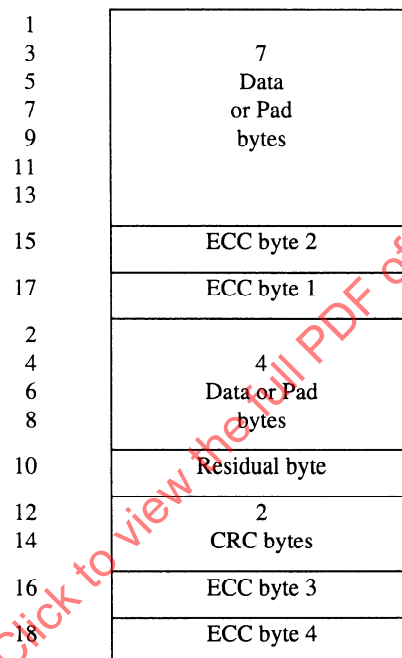 1
3 7
5 Data
7 or Pad
9 bytes
11
13
15 ECC byte 2
17 ECC byte 1
2
4 4
6 Data or Pad
8 bytes
10 Residual byte
12 2
14 CRC bytes
16 ECC byte 3
18 ECC byte 4
Click to view the full PDF of